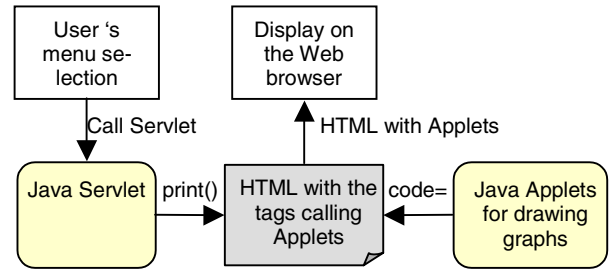 User ‘s
menu se-
lection
Display on
the Web
browser
Call Servlet
HTML with Applets
Java Servlet
print()
HTML with the
tags calling
Applets
code=
Java Applets
for drawing
graphs